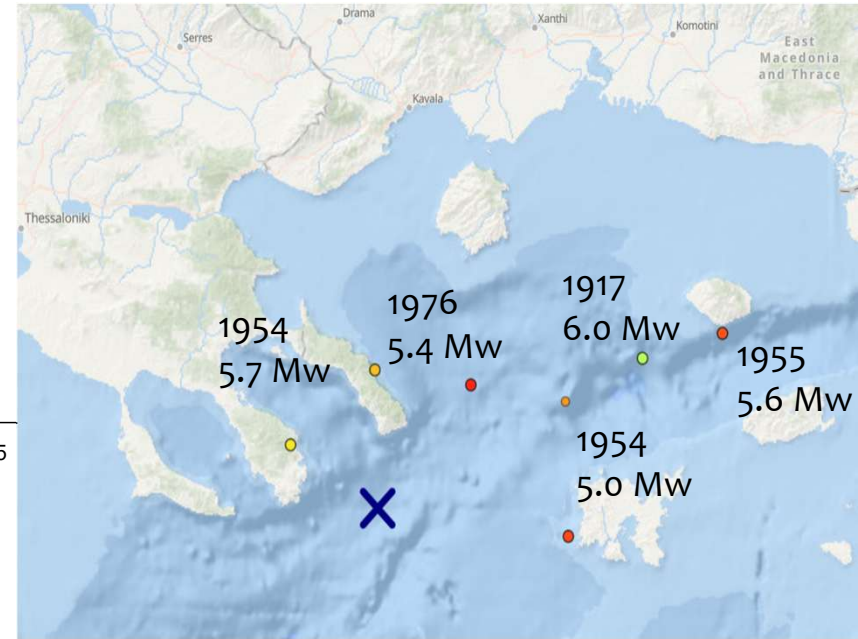 Drama
Xanthi
Komotini
Serres
East
Macedonia
and Thrace
Kavala
Thessaloniki
1954
5.7 Mw
1976
5.4 Mw
1917
6.0 Mw
1955
5.6 Mw
1954
5.0 Mw
5